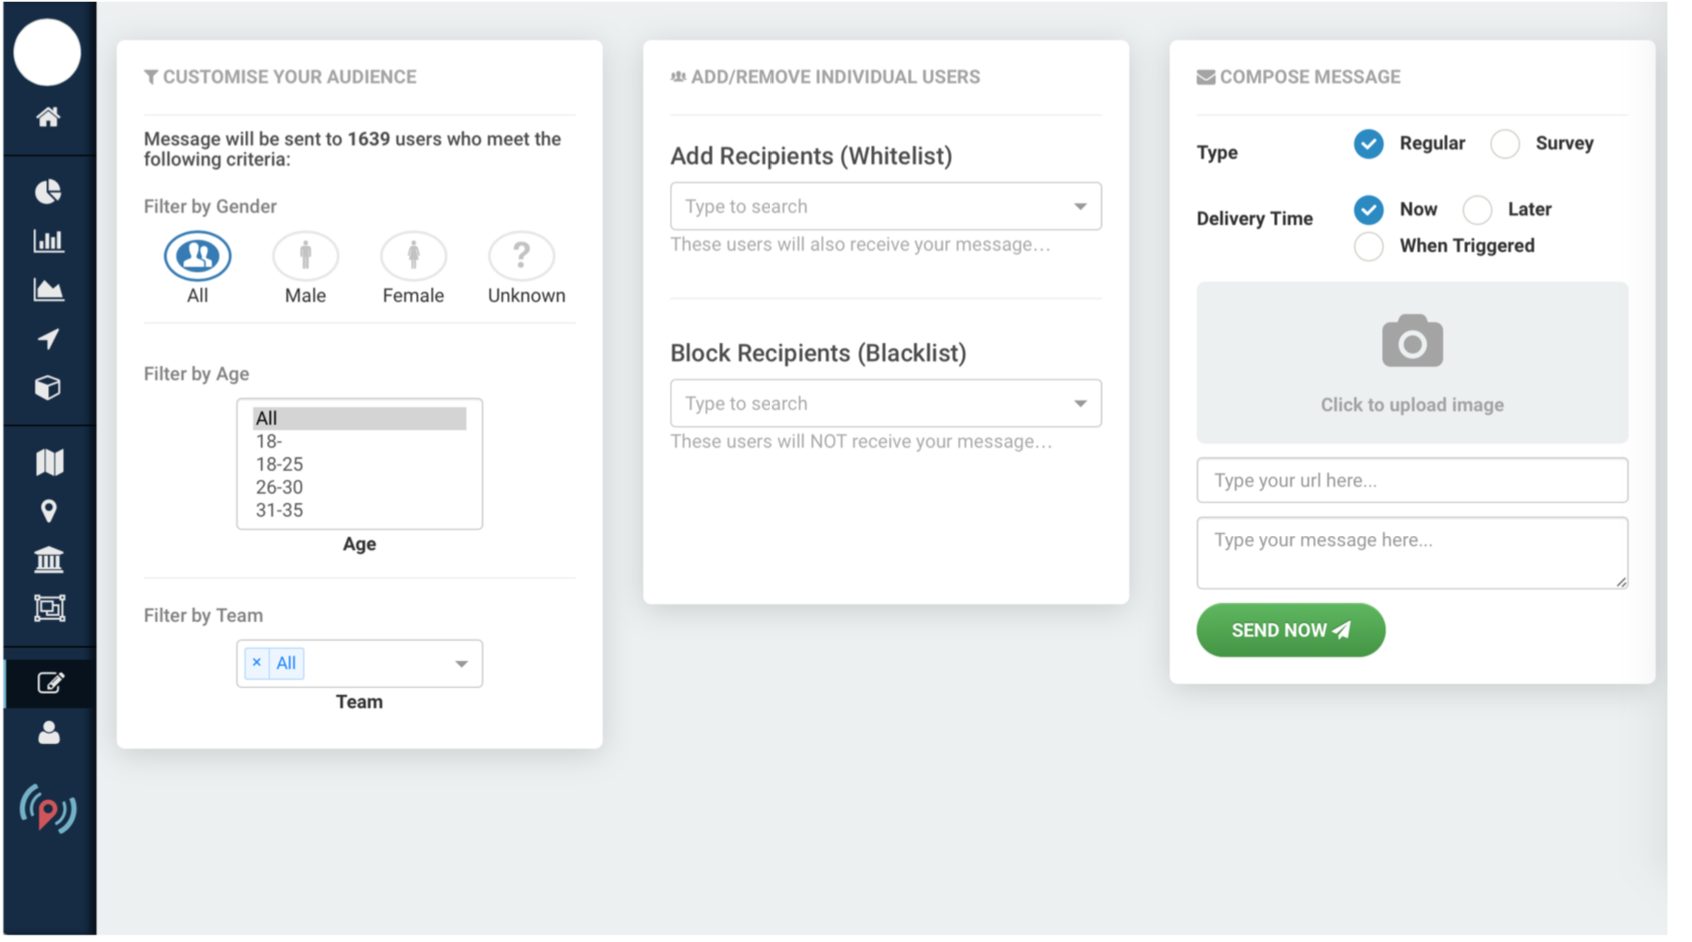 CUSTOMISE YOUR AUDIENCE
Message will be sent to 1639 users who meet the
following criteria:
Filter by Gender
?
All Male Female Unknown
Filter by Age
All
18-
18-25
26-30
31-35
Age
Filter by Team
× All
Team
ADD/REMOVE INDIVIDUAL USERS
Add Recipients (Whitelist)
Type to search
These users will also receive your message...
Block Recipients (Blacklist)
Type to search
These users will NOT receive your message...
COMPOSE MESSAGE
Type Regular Survey
Delivery Time Now Later
When Triggered
Click to upload image
Type your url here...
Type your message here...
SEND NOW